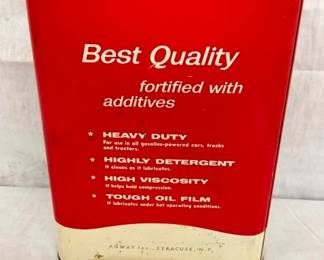 Best Quality
fortified with
additives
★ HEAVY DUTY
For use in all gasoline-powered cars, trucks
and tractors.
★ HIGHLY DETERGENT
It cleans as it lubricates.
★ HIGH VISCOSITY
It helps hold compression.
★ TOUGH OIL FILM
It lubricates under hot operating conditions.
AGWAY Inc., SYRACUSE, N.Y.